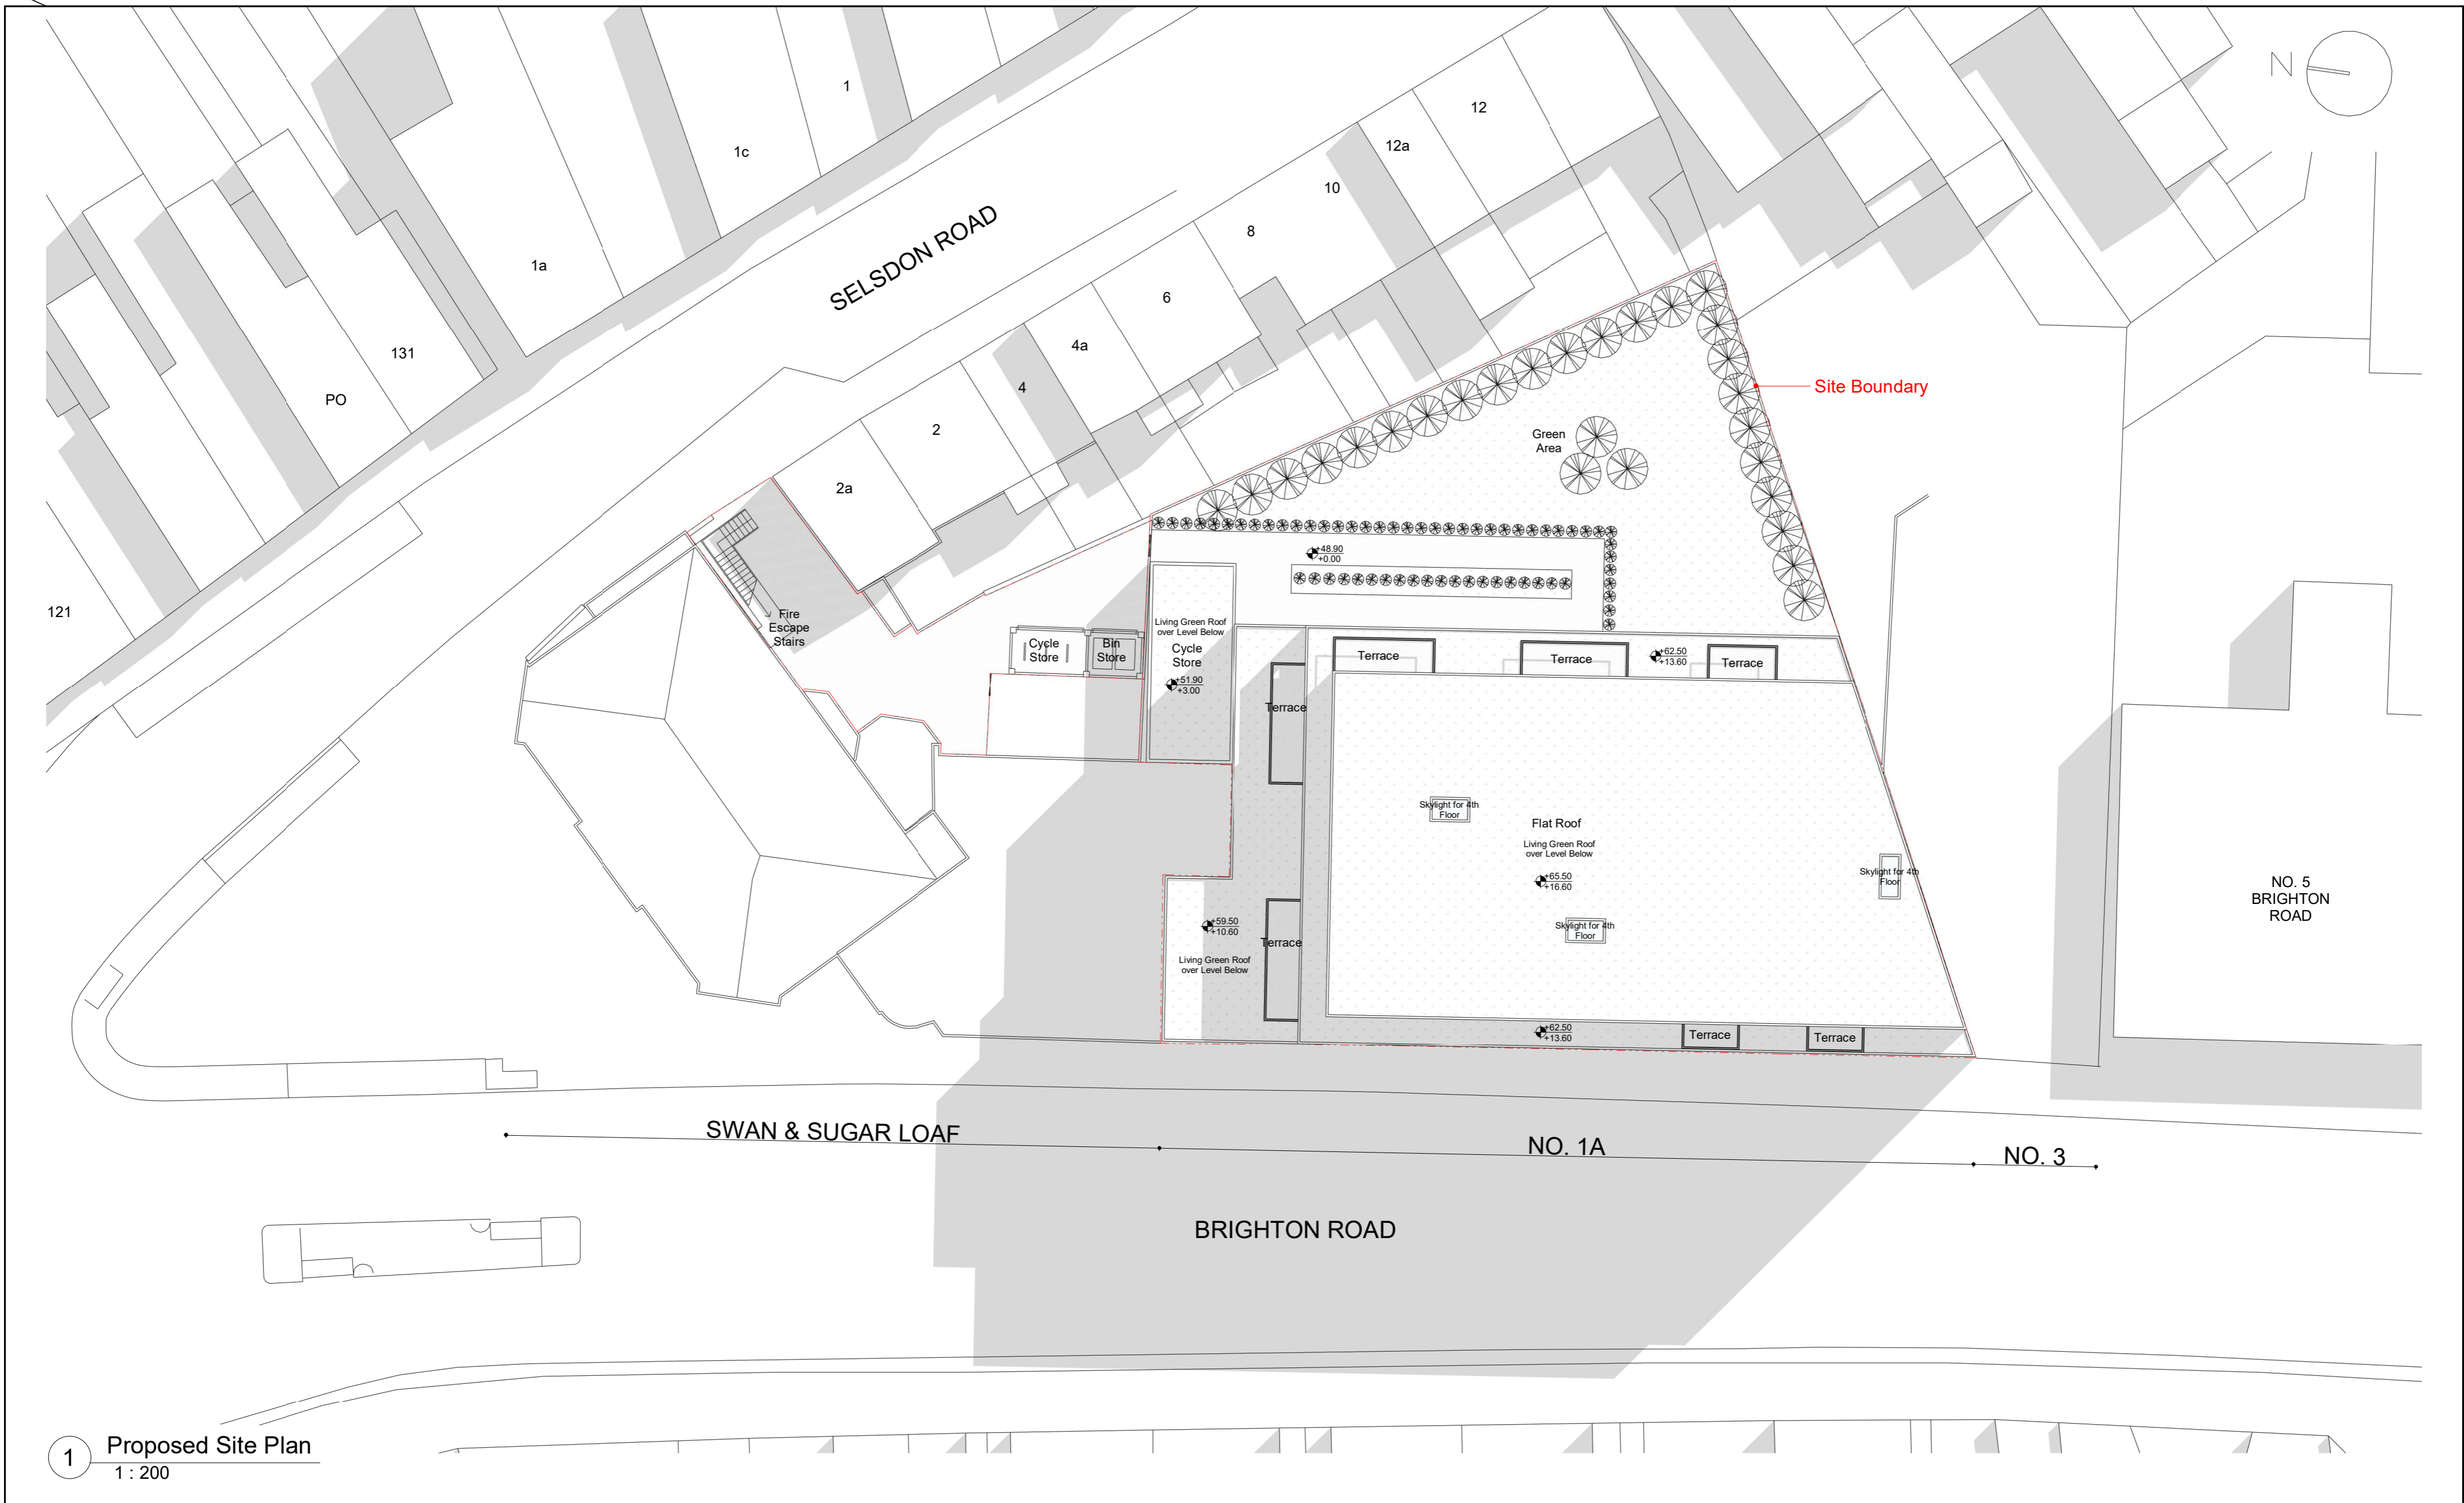 N
1
12
12a
1c
10
SELSDON ROAD
8
1a
6
4a
131
Site Boundary
4
PO
2
Green
Area
2a
+48.90
+0.00
121
Fire
Escape
Stairs
Living Green Roof
over Level Below
Cycle
Store
Bin
Store
Cycle
Store
Terrace
Terrace
+62.50
+13.60
Terrace
+51.90
+3.00
Terrace
Skylight for 4th
Floor
Flat Roof
Living Green Roof
over Level Below
Skylight for 4th
Floor
+65.50
+16.60
NO. 5
BRIGHTON
ROAD
+59.50
+10.60
Skylight for 4th
Floor
Terrace
Living Green Roof
over Level Below
+62.50
+13.60
Terrace
Terrace
SWAN & SUGAR LOAF
NO. 1A
NO. 3
BRIGHTON ROAD
1
Proposed Site Plan
1 : 200